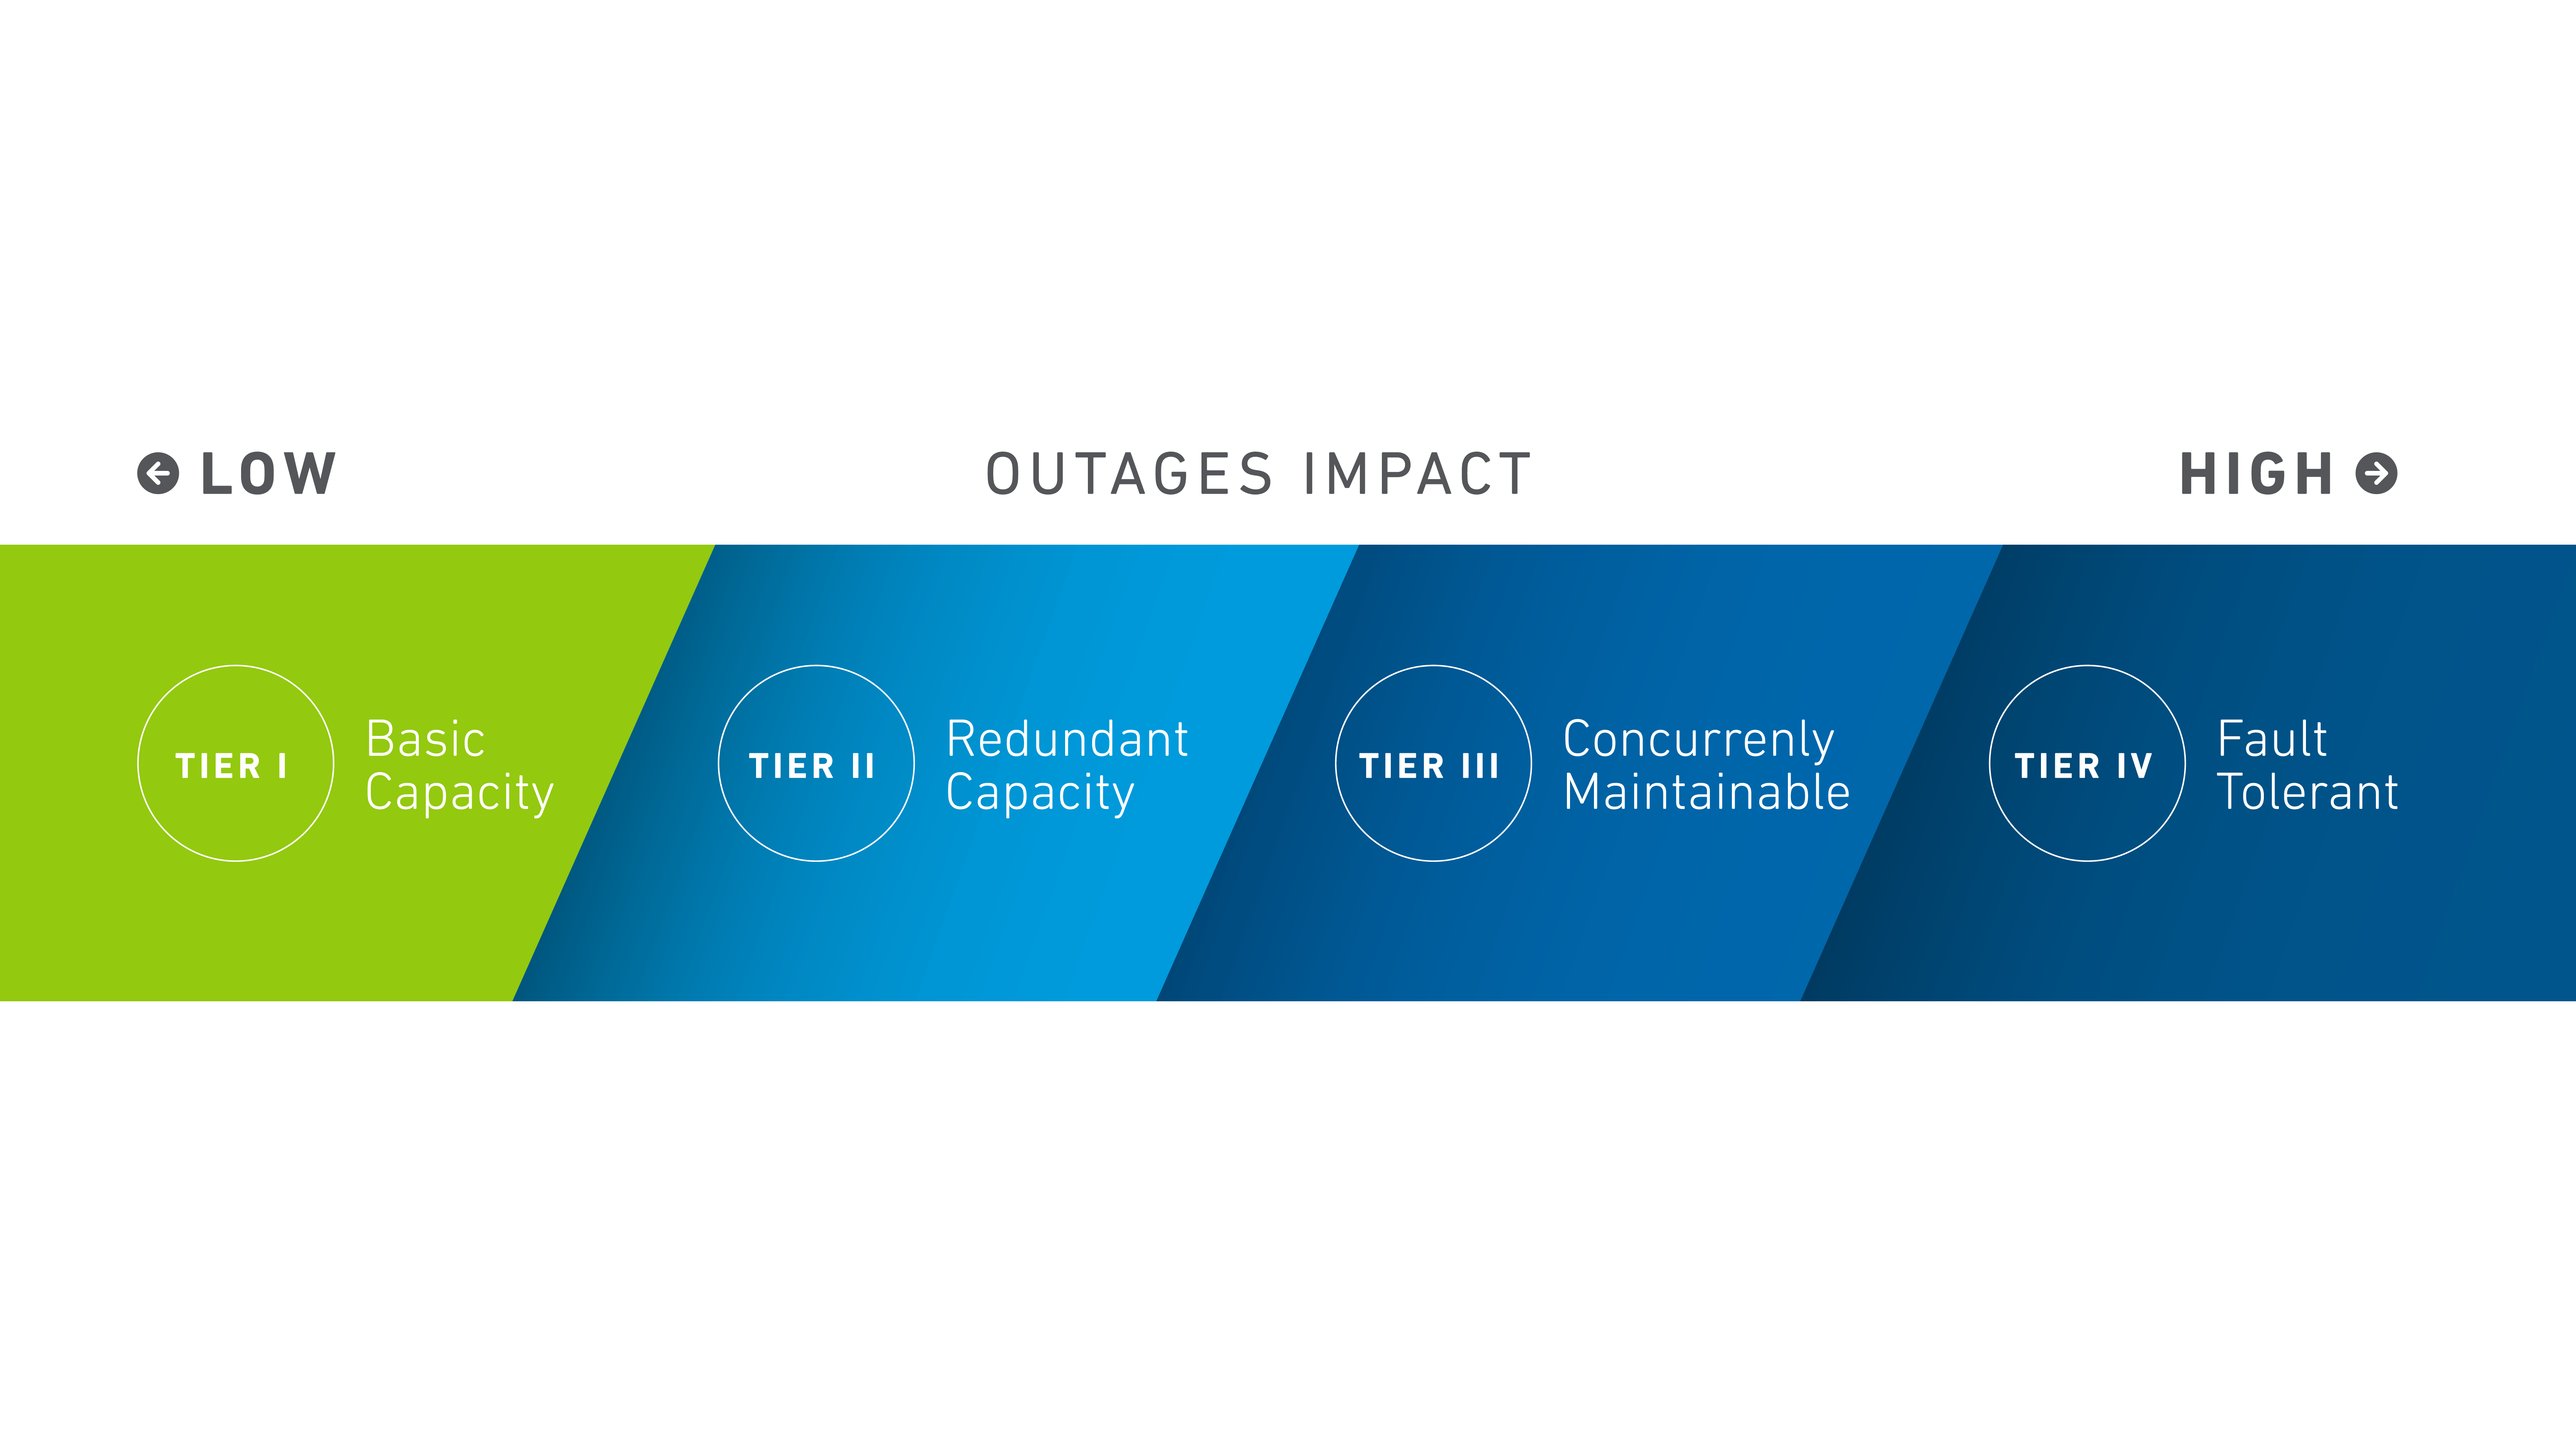 LOW
OUTAGES IMPACT
HIGH
TIER I
Basic
Capacity
TIER II
Redundant
Capacity
TIER III
Concurrenly
Maintainable
TIER IV
Fault
Tolerant